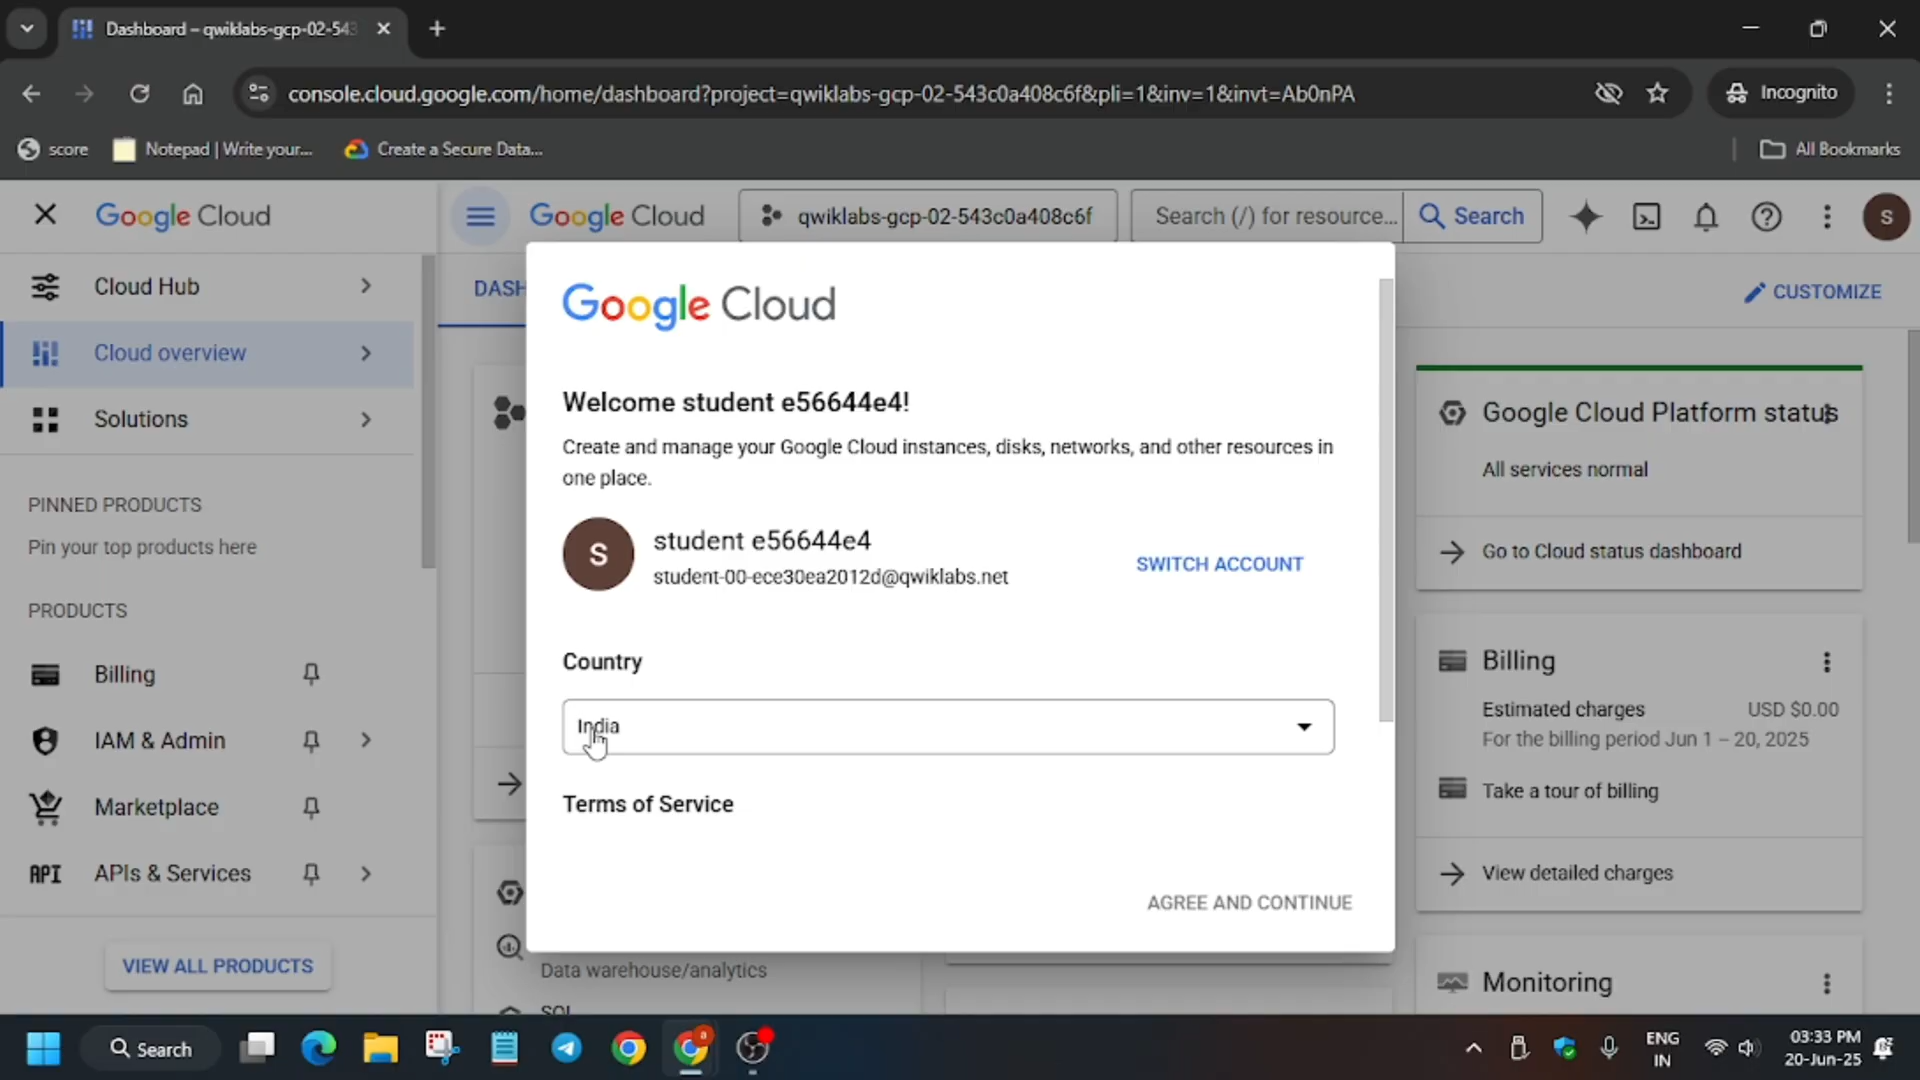 Dashboard – qwiklabs-gcp-02-543
console.cloud.google.com/home/dashboard?project=qwiklabs-gcp-02-543c0a408c6f&pli=1&inv=1&invt=Ab0nPA
Incognito
score
Notepad | Write your...
Create a Secure Data...
All Bookmarks
Google Cloud
Google Cloud
qwiklabs-gcp-02-543c0a408c6f
Search (/) for resource...
Search
S
Cloud Hub
Cloud overview
Solutions
PINNED PRODUCTS
Pin your top products here
PRODUCTS
Billing
IAM & Admin
Marketplace
API APIs & Services
VIEW ALL PRODUCTS
DASH
CUSTOMIZE
Google Cloud
Welcome student e56644e4!
Create and manage your Google Cloud instances, disks, networks, and other resources in
one place.
S
student e56644e4
student-00-ece30ea2012d@qwiklabs.net
SWITCH ACCOUNT
Country
India
Terms of Service
AGREE AND CONTINUE
Data warehouse/analytics
SQL
Google Cloud Platform status
All services normal
Go to Cloud status dashboard
Billing
Estimated charges USD $0.00
For the billing period Jun 1 – 20, 2025
Take a tour of billing
View detailed charges
Monitoring
Search
ENG
IN
03:33 PM
20-Jun-25